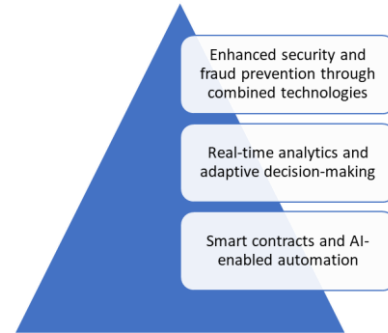 Enhanced security and
fraud prevention through
combined technologies
Real-time analytics and
adaptive decision-making
Smart contracts and AI-
enabled automation